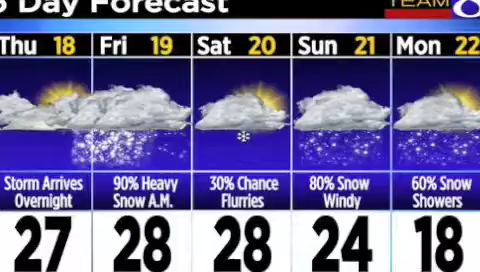 Day Forecast
TEAM 8
Thu 18
Fri 19
Sat 20
Sun 21
Mon 22
Storm Arrives
Overnight
90% Heavy
Snow A.M.
30% Chance
Flurries
80% Snow
Windy
60% Snow
Showers
27
28
28
24
18